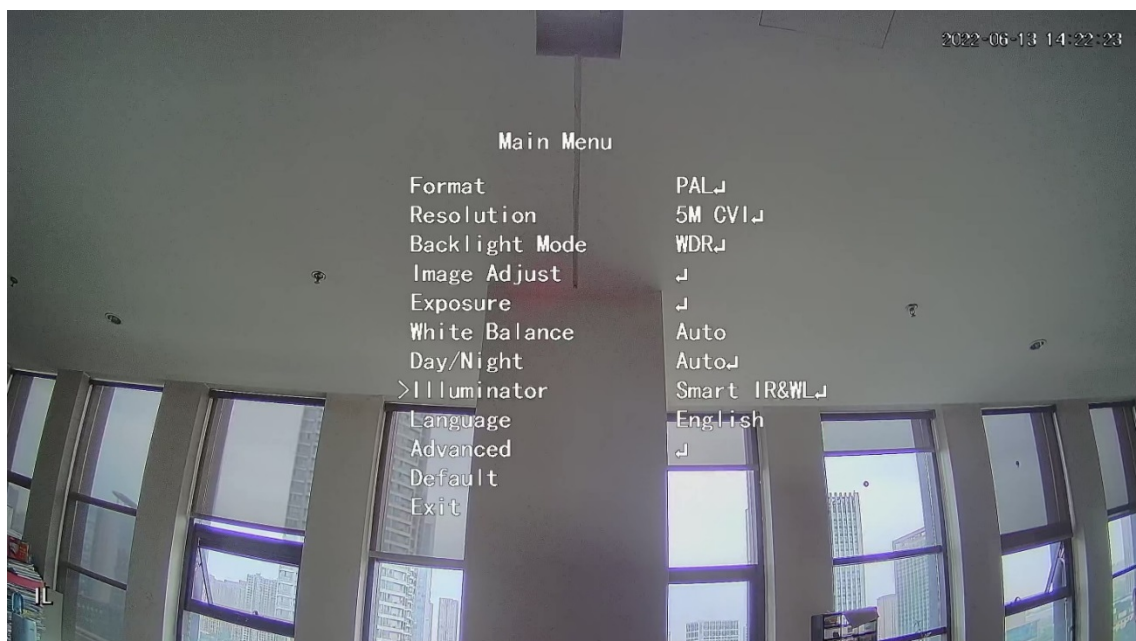 2022-06-13 14:22:23
Main Menu
Format PAL↵
Resolution 5M CVI↵
Backlight Mode WDR↵
Image Adjust ↵
Exposure ↵
White Balance Auto
Day/Night Auto↵
>Illuminator Smart IR&WL↵
Language English
Advanced ↵
Default
Exit
IL